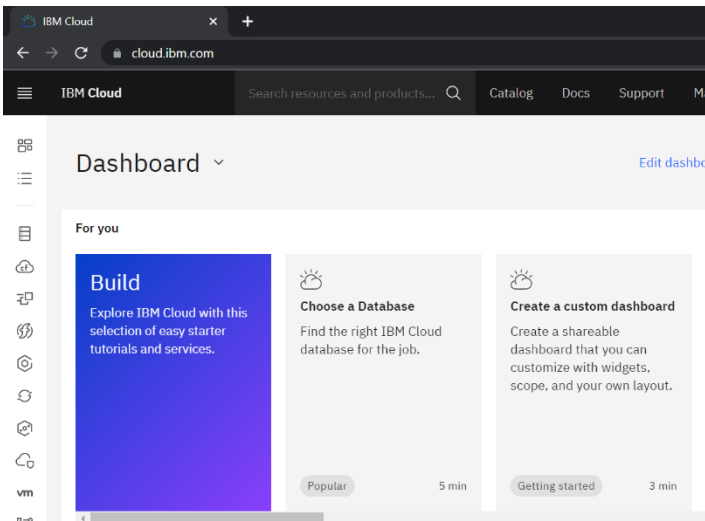 IBM Cloud
cloud.ibm.com
IBM Cloud Search resources and products... Catalog Docs Support
Dashboard
Edit
For you
Build
Explore IBM Cloud with this
selection of easy starter
tutorials and services.
Choose a Database
Find the right IBM Cloud
database for the job.
Popular 5 min
Create a custom dashboard
Create a shareable
dashboard that you can
customize with widgets,
scope, and your own layout.
Getting started 3 min
vm